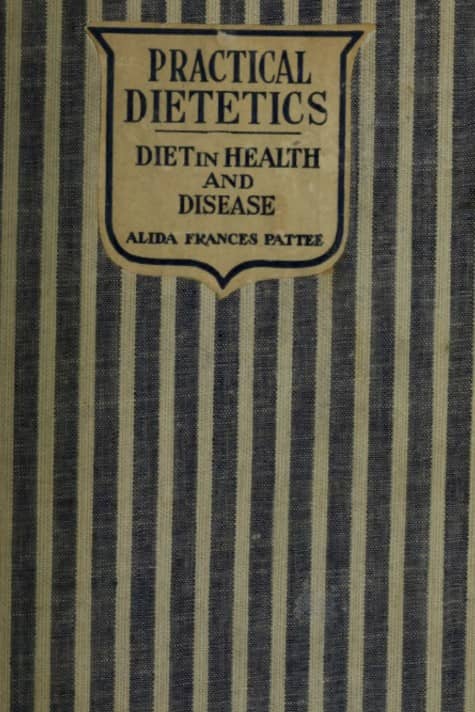 PRACTICAL
DIETETICS
DIET IN HEALTH
AND
DISEASE
ALIDA FRANCES PATTEE